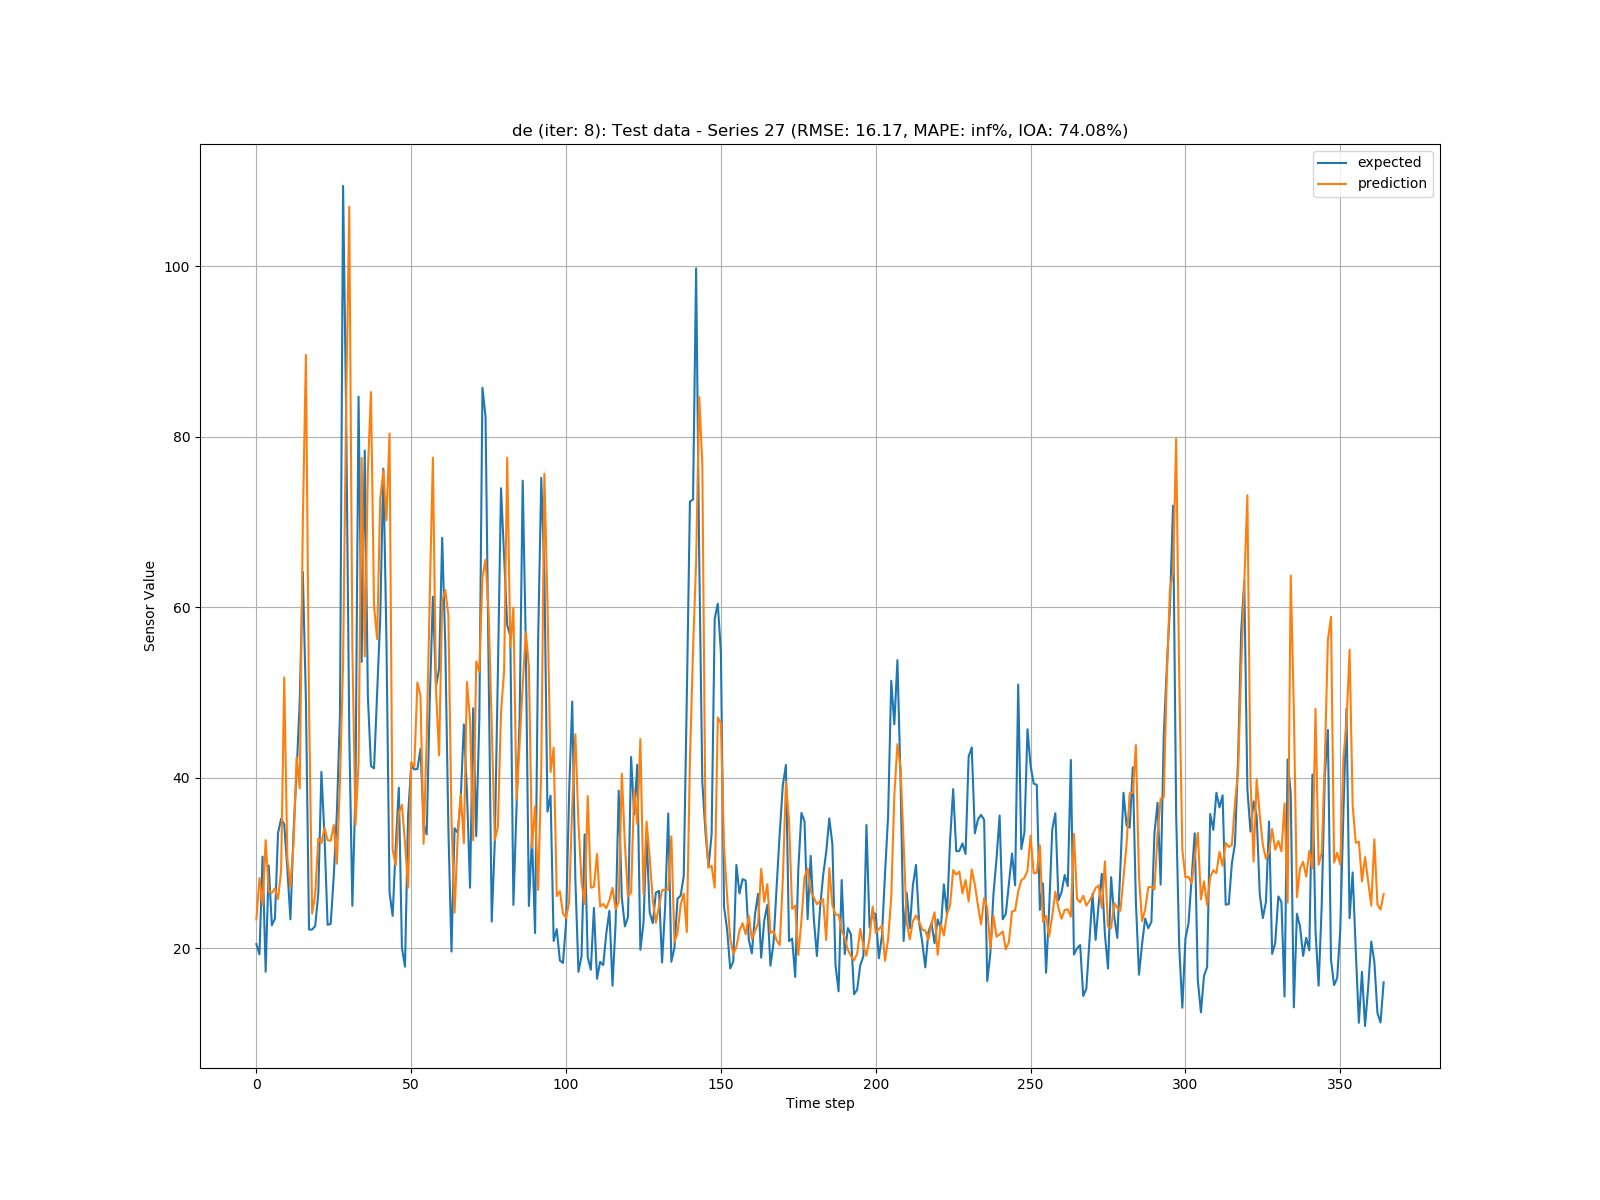 de (iter: 8): Test data - Series 27 (RMSE: 16.17, MAPE: inf%, IOA: 74.08%)
expected
prediction
Sensor Value
100
80
60
40
20
0 50 100 150 200 250 300 350
Time step